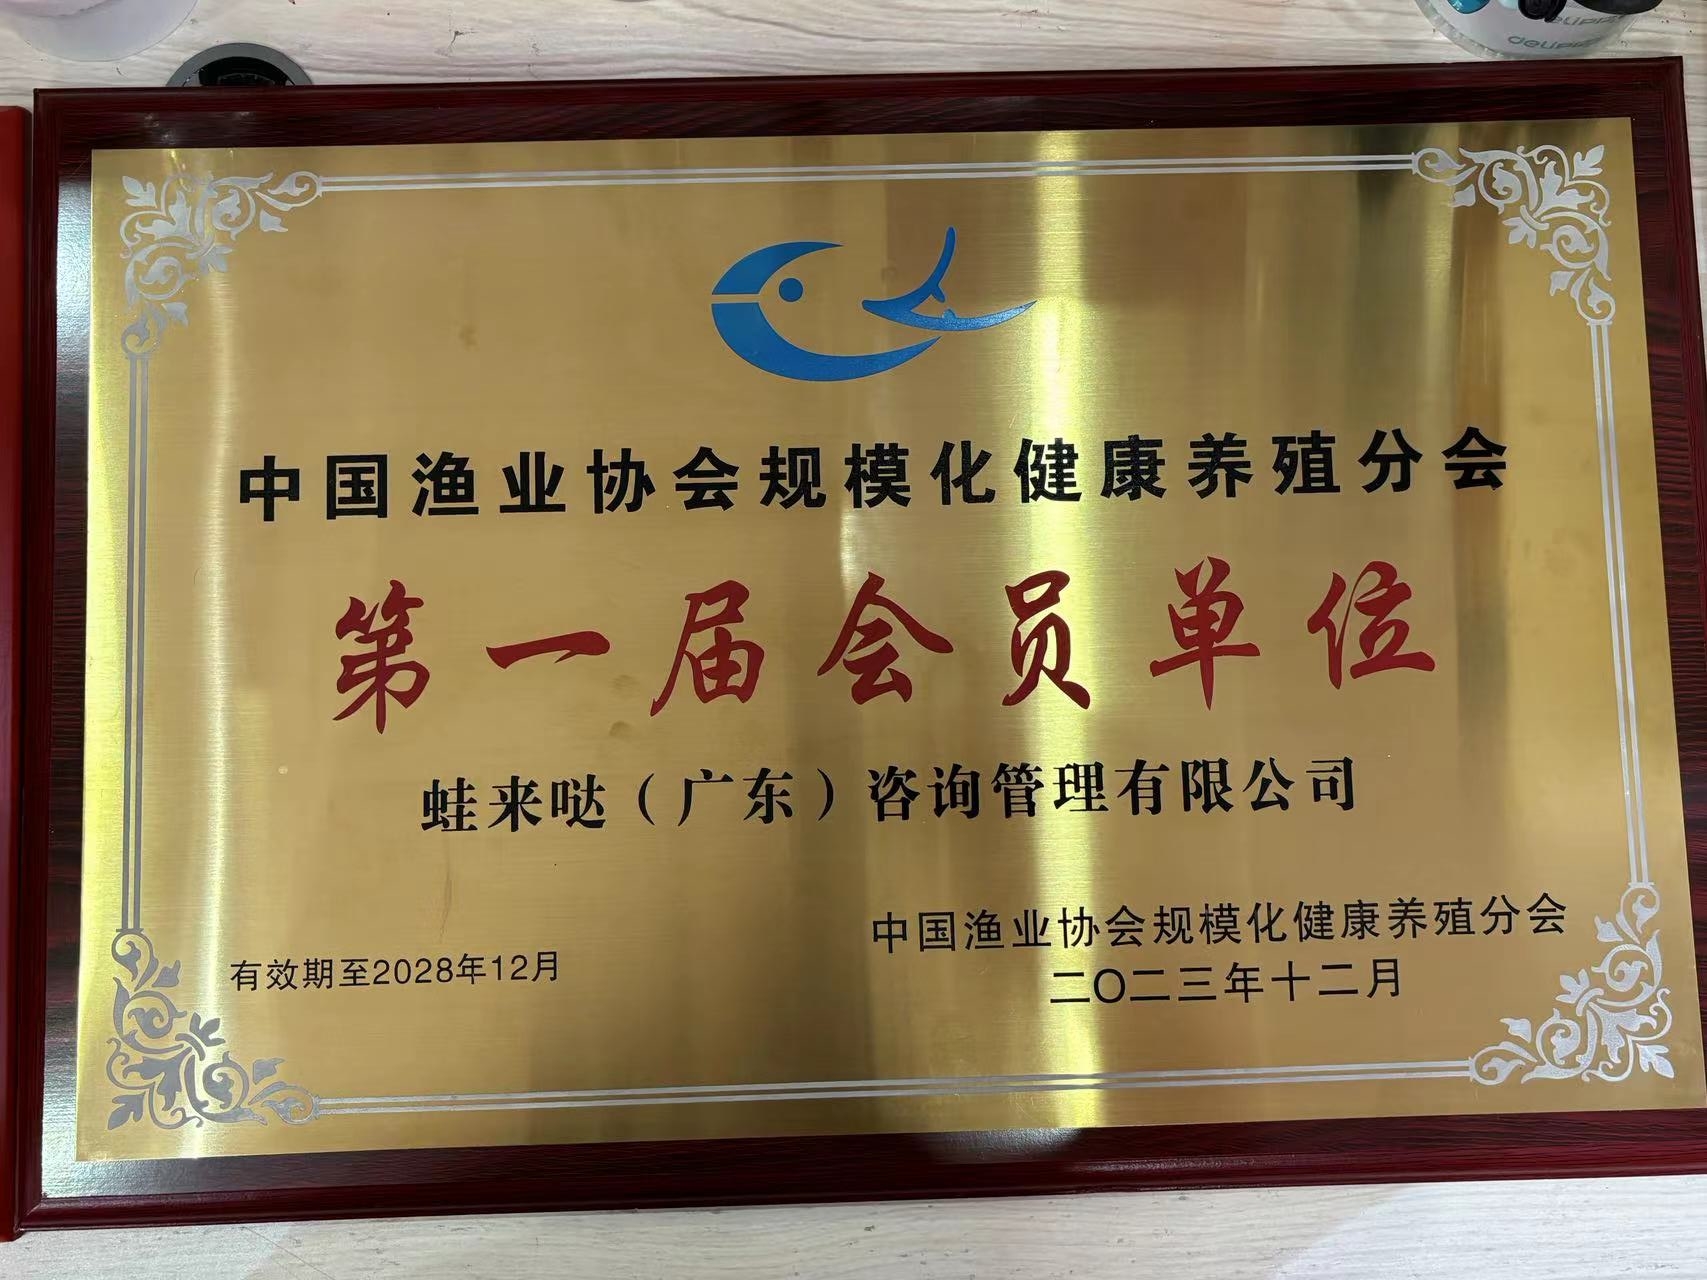 中国渔业协会规模化健康养殖分会
第一届会员单位
蛙来哒（广东）咨询管理有限公司
有效期至2028年12月
中国渔业协会规模化健康养殖分会
二〇二三年十二月